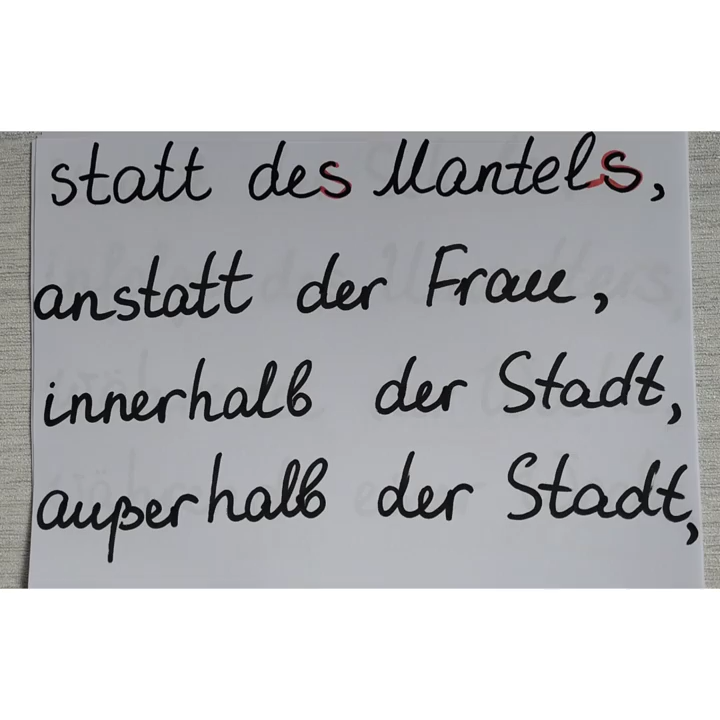 statt des Mantels,
anstatt der Frau,
innerhalb der Stadt,
außerhalb der Stadt,